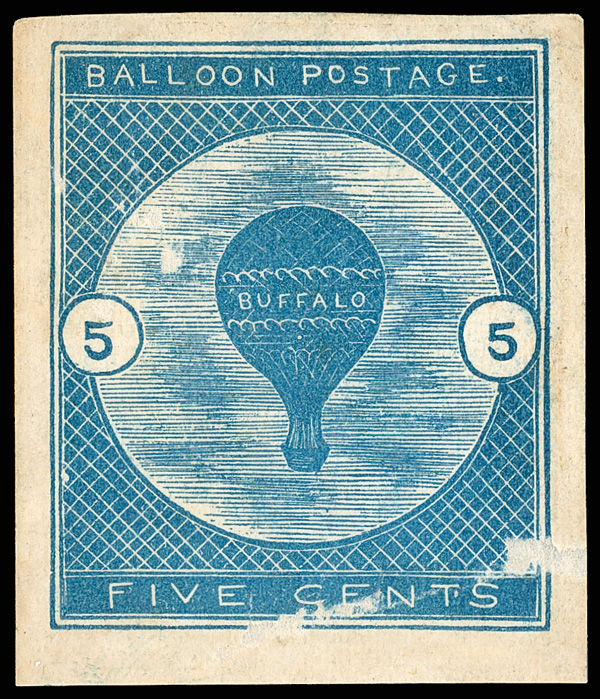 BALLOON POSTAGE.
BUFFALO
5 5
FIVE CENTS